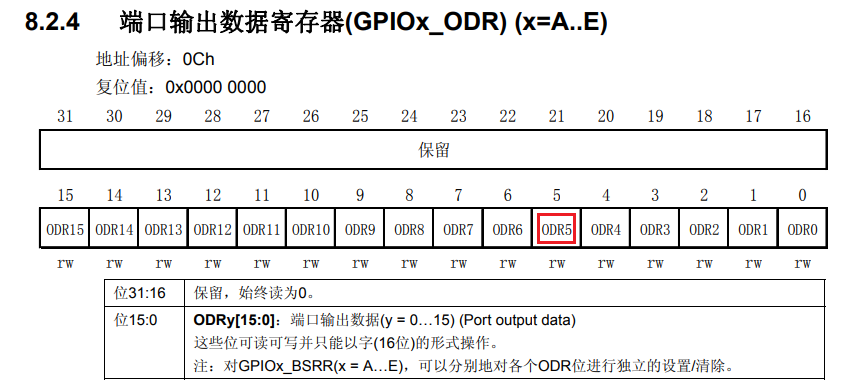 8.2.4 端口输出数据寄存器(GPIOx_ODR) (x=A..E)
地址偏移：0Ch
复位值：0x0000 0000
31 30 29 28 27 26 25 24 23 22 21 20 19 18 17 16
保留
15 14 13 12 11 10 9 8 7 6 5 4 3 2 1 0
ODR15 ODR14 ODR13 ODR12 ODR11 ODR10 ODR9 ODR8 ODR7 ODR6 ODR5 ODR4 ODR3 ODR2 ODR1 ODR0
rw rw rw rw rw rw rw rw rw rw rw rw rw rw rw rw
位31:16 保留，始终读为0。
位15:0 ODRy[15:0]：端口输出数据(y = 0…15) (Port output data)
这些位可读可写并只能以字(16位)的形式操作。
注：对GPIOx_BSRR(x = A…E)，可以分别地对各个ODR位进行独立的设置/清除。